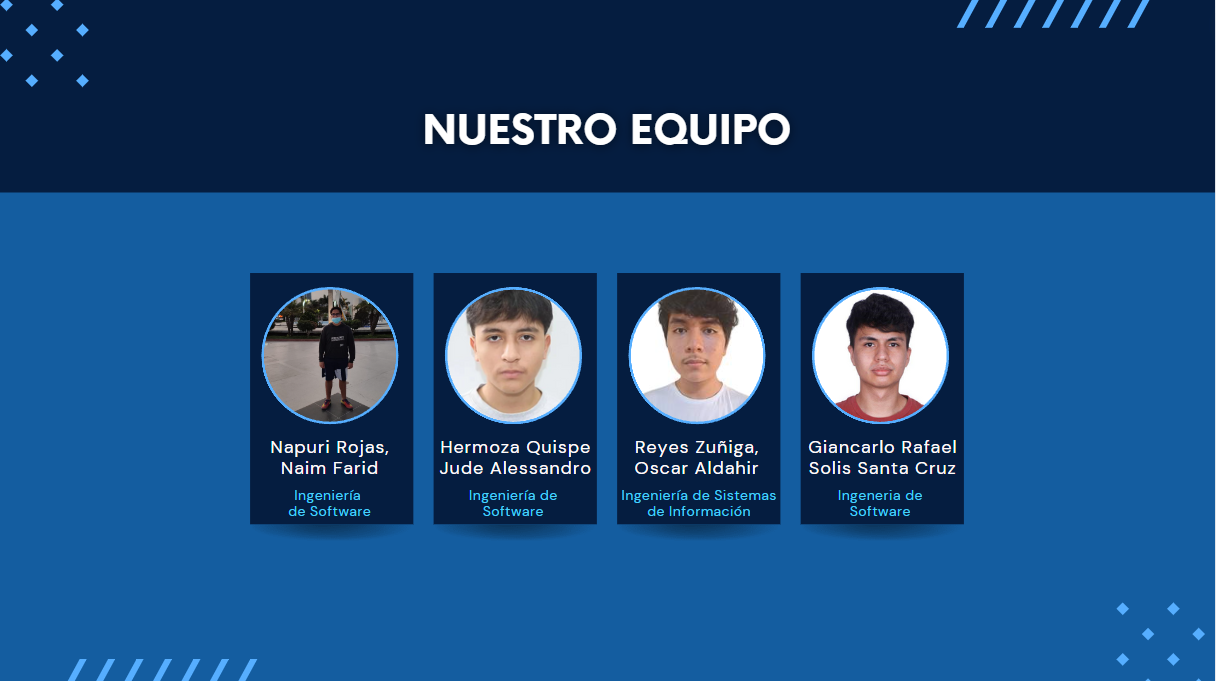 NUESTRO EQUIPO
Napuri Rojas,
Naim Farid
Ingeniería
de Software
Hermoza Quispe
Jude Alessandro
Ingeniería de
Software
Reyes Zuñiga,
Oscar Aldahir
Ingeniería de Sistemas
de Información
Giancarlo Rafael
Solis Santa Cruz
Ingeneria de
Software